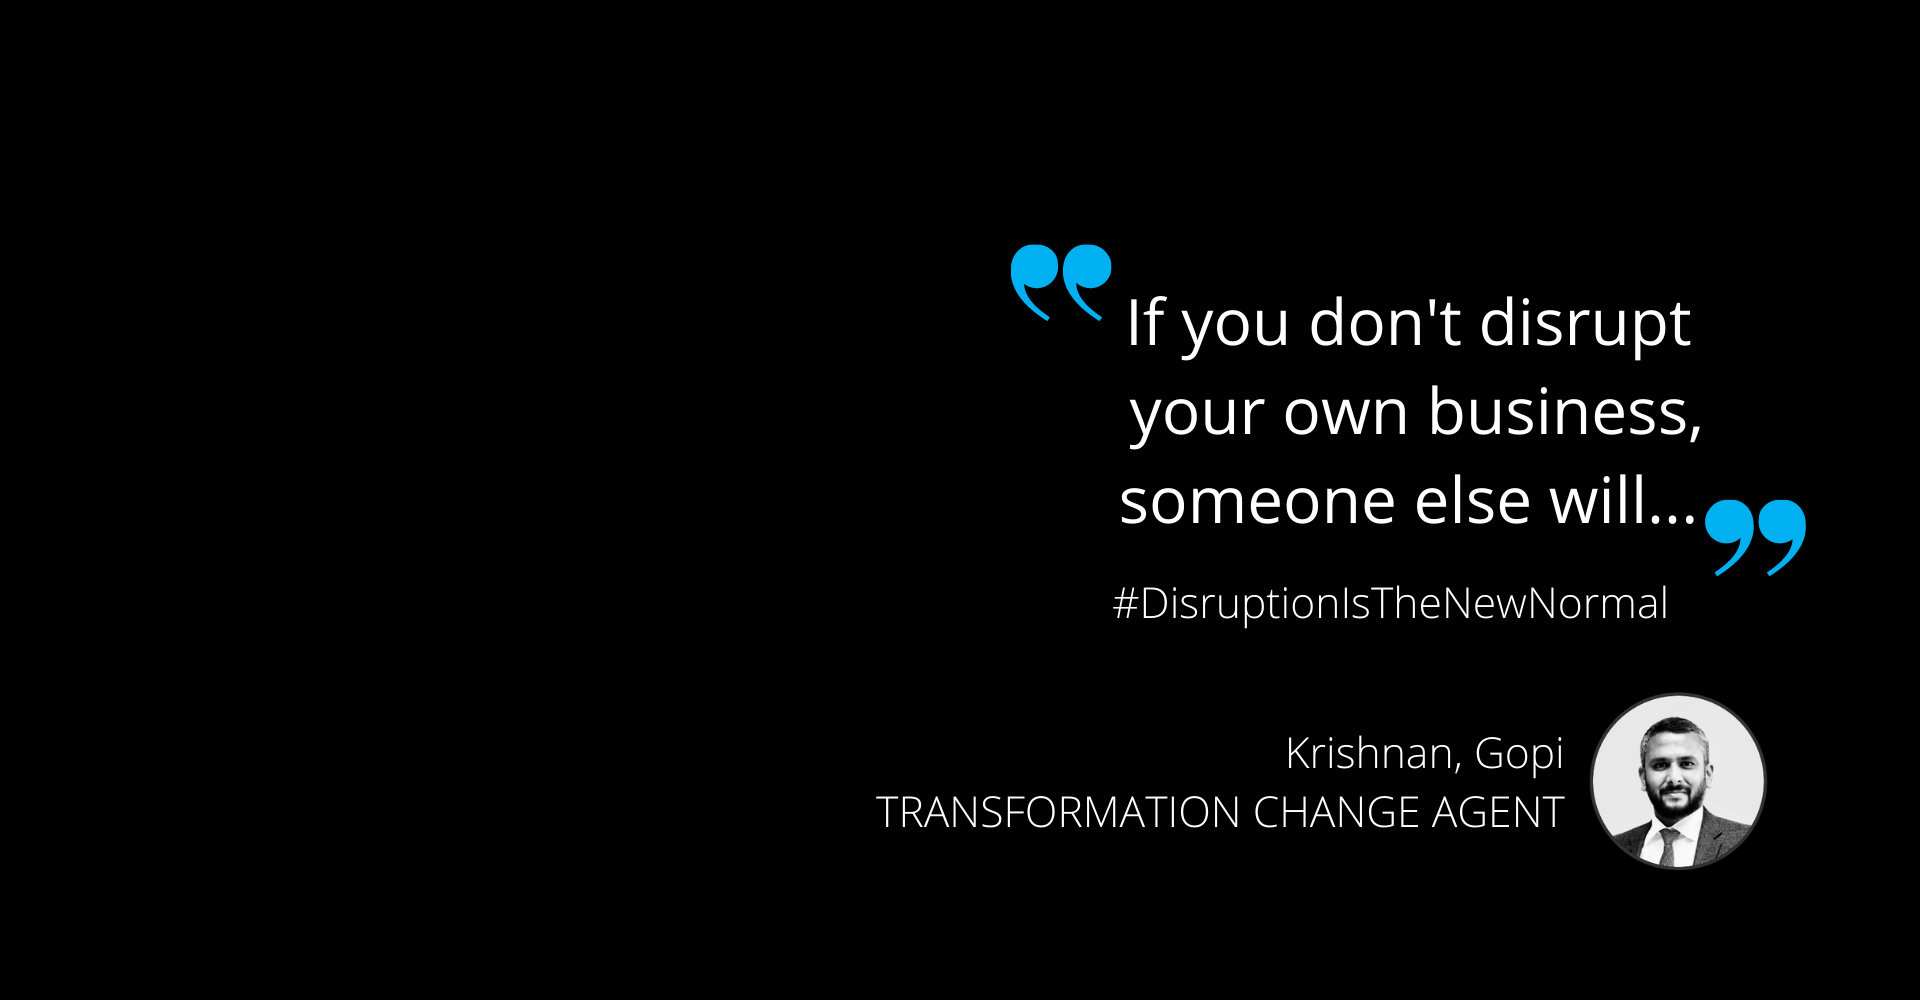 “If you don't disrupt
your own business,
someone else will...”
#DisruptionIsTheNewNormal
Krishnan, Gopi
TRANSFORMATION CHANGE AGENT